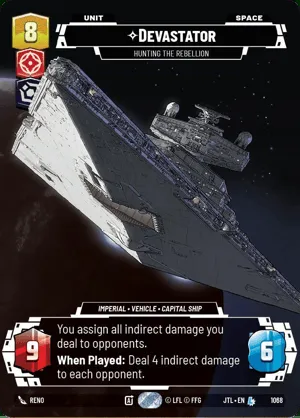 UNIT
SPACE
8
DEVASTATOR
HUNTING THE REBELLION
IMPERIAL • VEHICLE • CAPITAL SHIP
You assign all indirect damage you
deal to opponents.
When Played: Deal 4 indirect damage
to each opponent.
9
6
RENO
© LFL © FFG
JTL • EN
1068